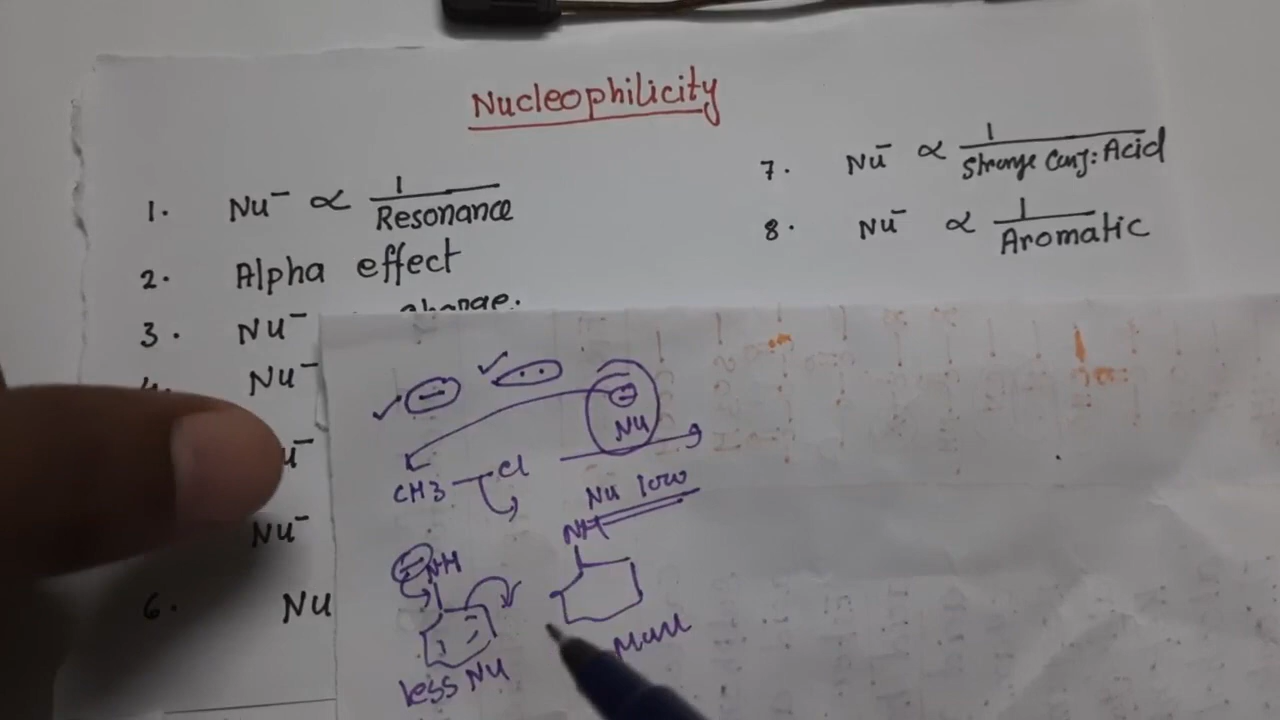 Nucleophilicity
1. Nu⁻ ∝ 1/Resonance
2. Alpha effect
3. Nu⁻ change.
Nu⁻
u⁻
Nu⁻
6. Nu
7. Nu⁻ ∝ 1/Stronge Conj: Acid
8. Nu⁻ ∝ 1/Aromatic
✓ ⊖ ✓ ··
⊖
Nu
CH3 — Cl
Nu low
⊖ NH
NH
less Nu